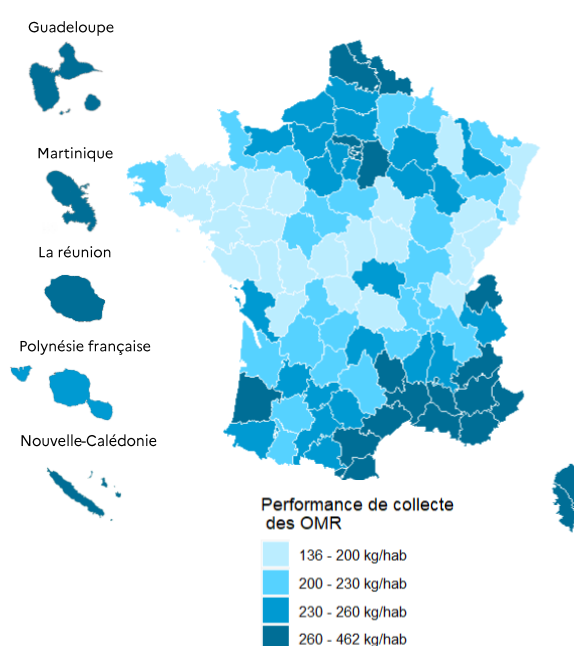 Guadeloupe
Martinique
La réunion
Polynésie française
Nouvelle-Calédonie
Performance de collecte
des OMR
136 - 200 kg/hab
200 - 230 kg/hab
230 - 260 kg/hab
260 - 462 kg/hab